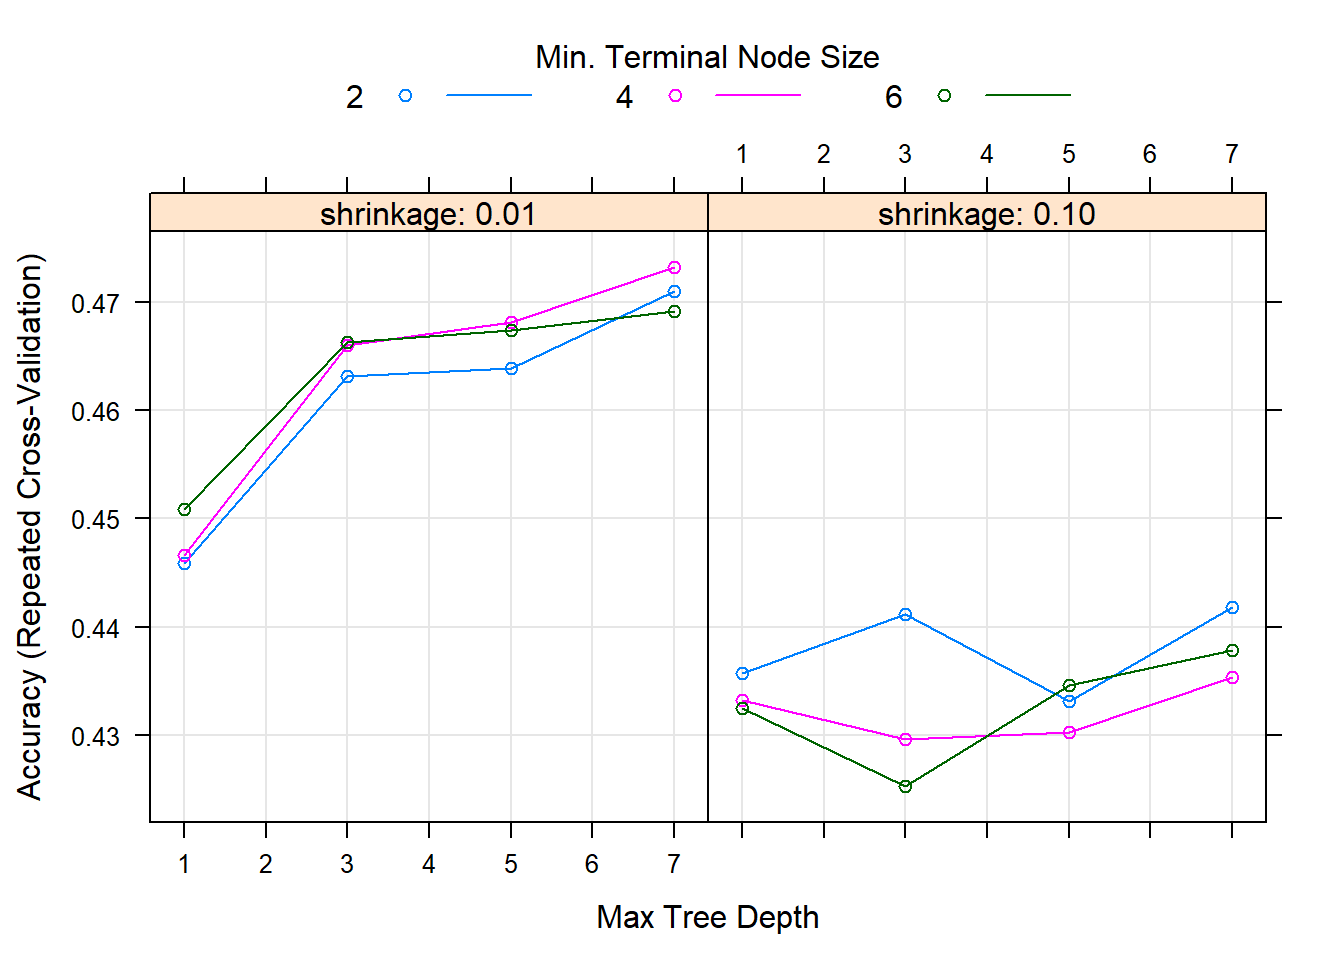 Min. Terminal Node Size
2 4 6
1 2 3 4 5 6 7
shrinkage: 0.01 shrinkage: 0.10
Accuracy (Repeated Cross-Validation)
0.47
0.46
0.45
0.44
0.43
1 2 3 4 5 6 7
Max Tree Depth